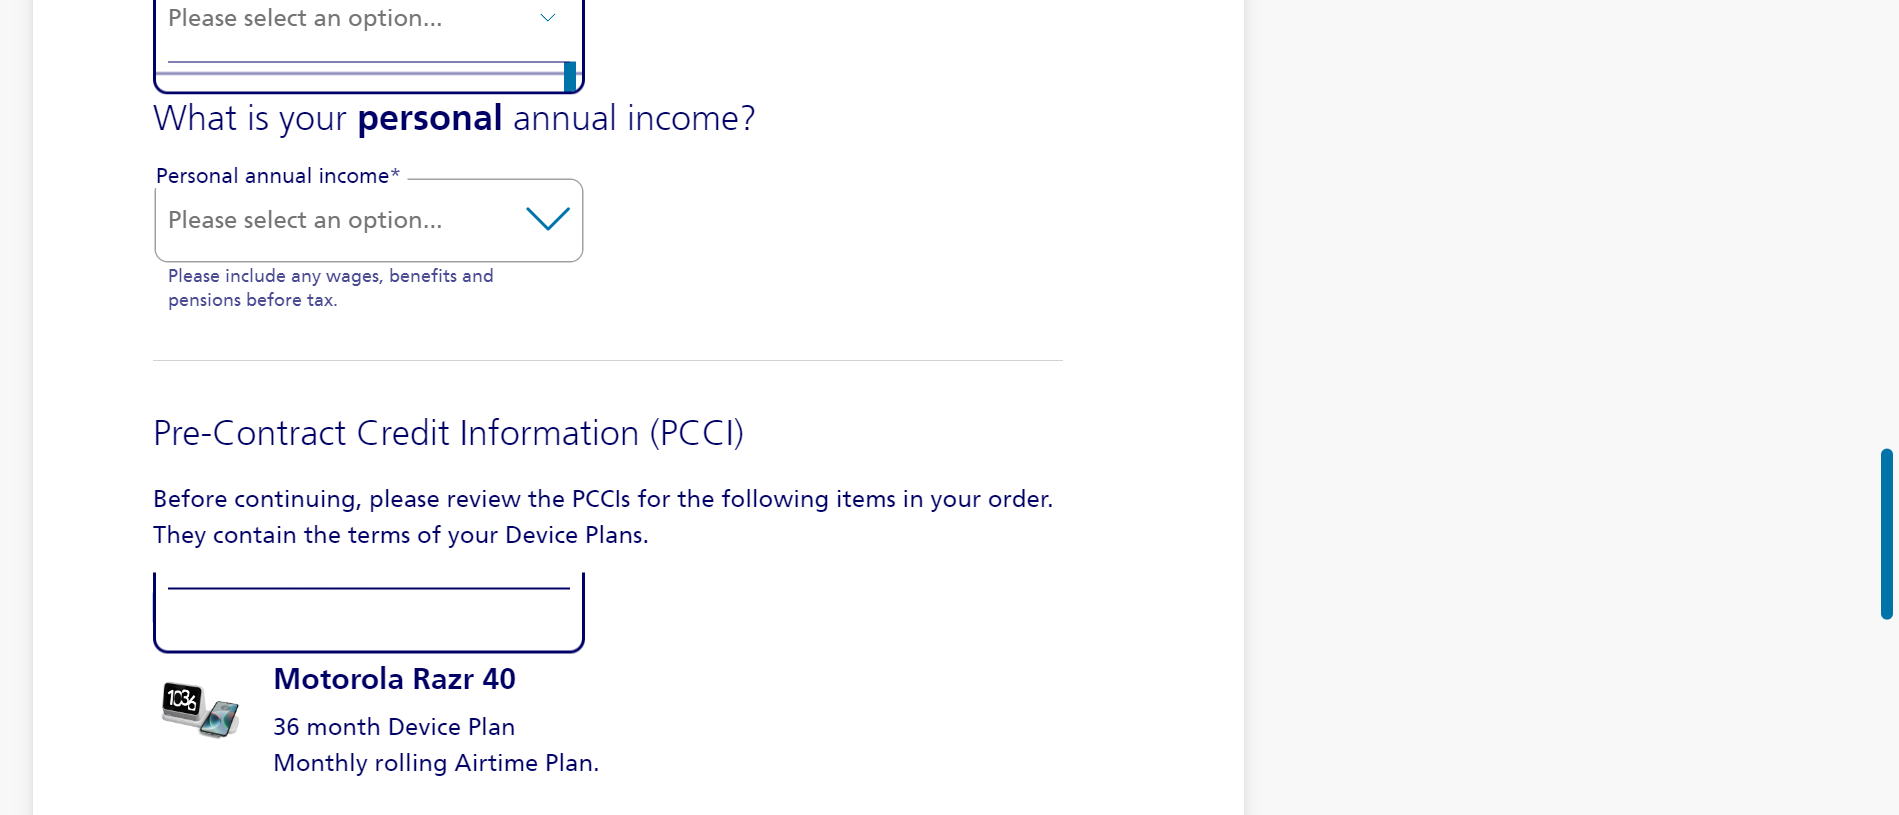 Please select an option...
What is your personal annual income?
Personal annual income*
Please select an option...
Please include any wages, benefits and
pensions before tax.
Pre-Contract Credit Information (PCCI)
Before continuing, please review the PCCIs for the following items in your order.
They contain the terms of your Device Plans.
1036
Motorola Razr 40
36 month Device Plan
Monthly rolling Airtime Plan.